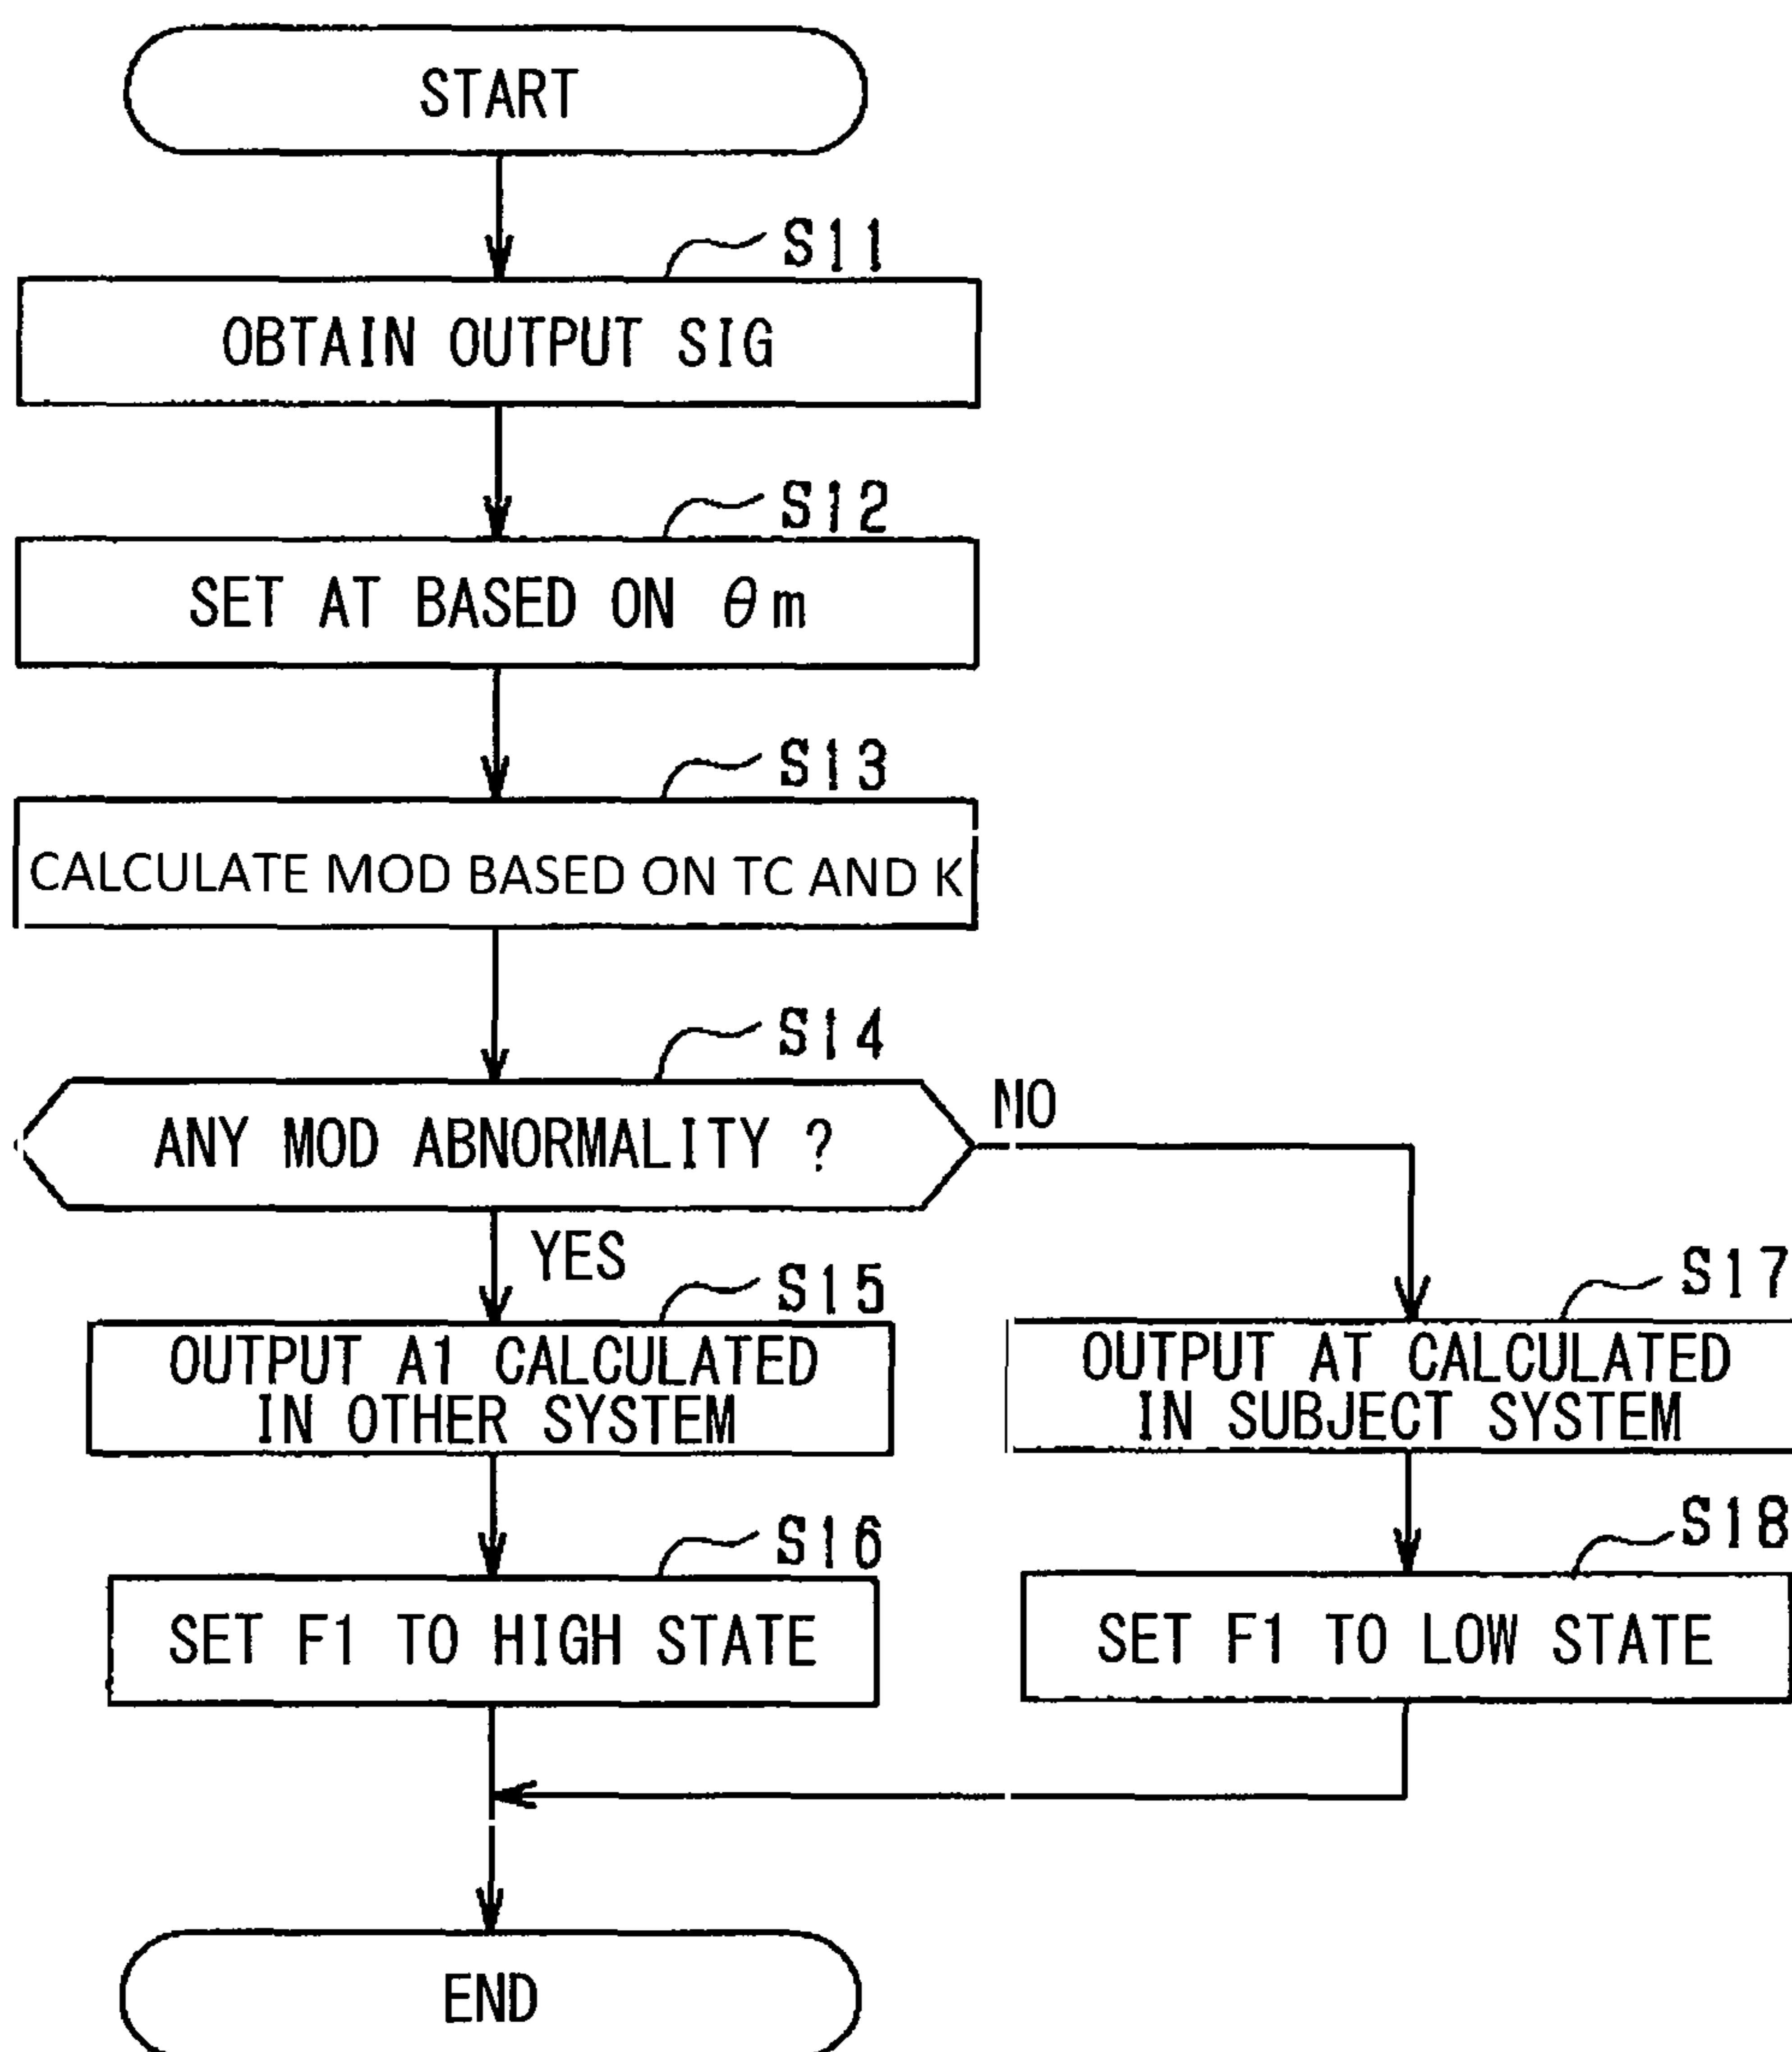 START
S11
OBTAIN OUTPUT SIG
S12
SET AT BASED ON θm
S13
CALCULATE MOD BASED ON TC AND K
S14
ANY MOD ABNORMALITY ?
NO
YES
S15
OUTPUT A1 CALCULATED
IN OTHER SYSTEM
S17
OUTPUT AT CALCULATED
IN SUBJECT SYSTEM
S16
SET F1 TO HIGH STATE
S18
SET F1 TO LOW STATE
END